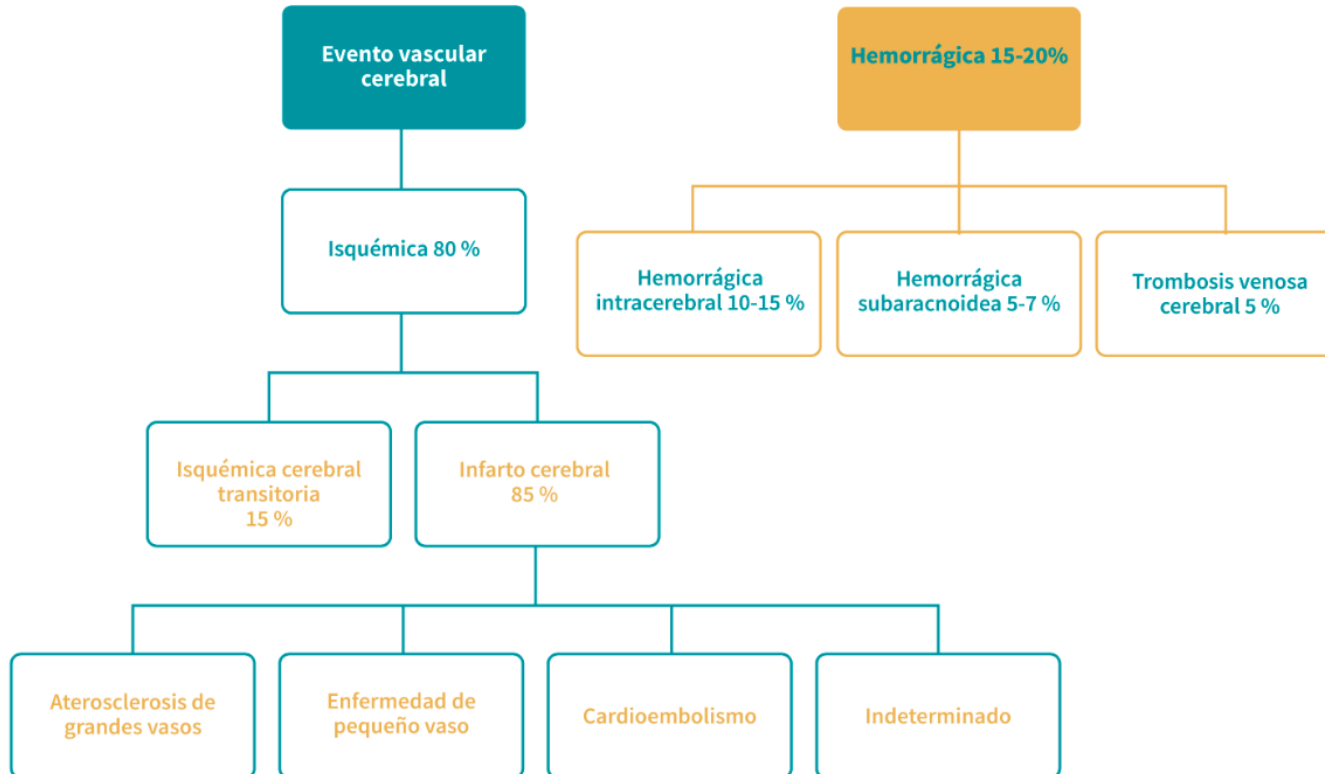 Evento vascular
cerebral
Hemorrágica 15-20%
Isquémica 80 %
Hemorrágica
intracerebral 10-15 %
Hemorrágica
subaracnoidea 5-7 %
Trombosis venosa
cerebral 5 %
Isquémica cerebral
transitoria
15 %
Infarto cerebral
85 %
Aterosclerosis de
grandes vasos
Enfermedad de
pequeño vaso
Cardioembolismo
Indeterminado